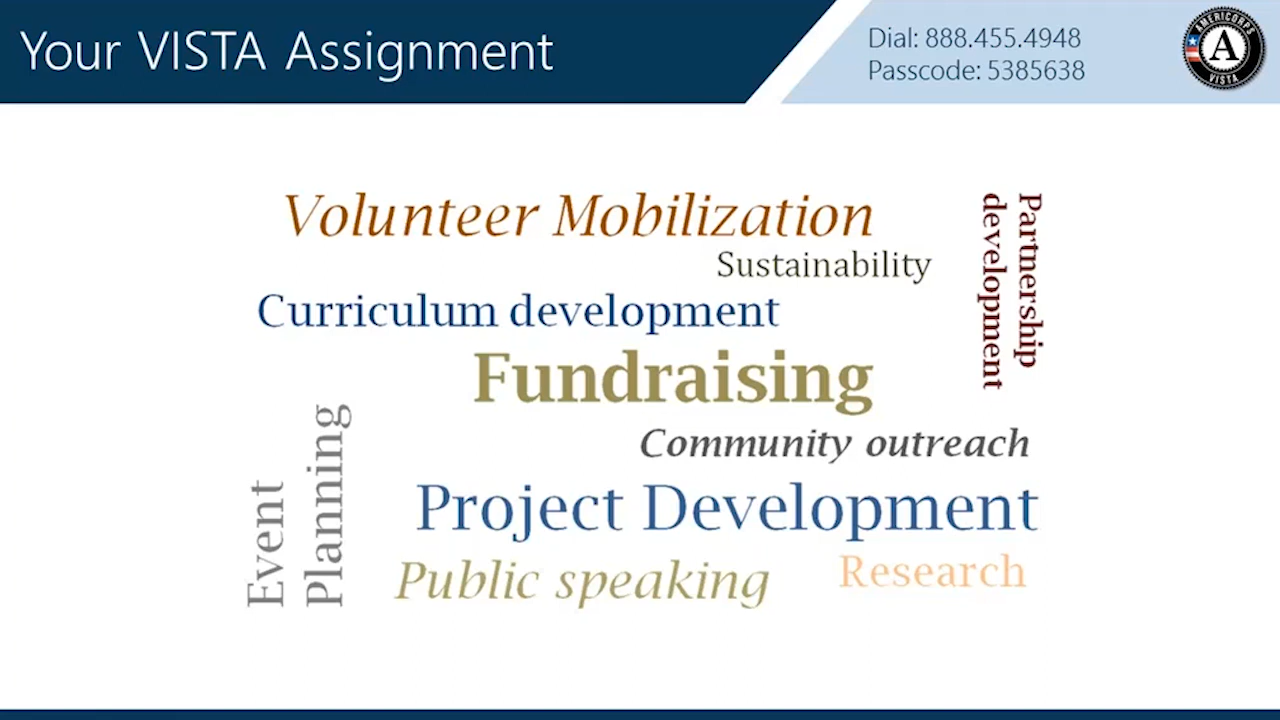 Your VISTA Assignment
Dial: 888.455.4948
Passcode: 5385638
AMERICORPS
A
VISTA
Volunteer Mobilization
Sustainability
Partnership
development
Curriculum development
Fundraising
Community outreach
Event
Planning
Project Development
Public speaking
Research